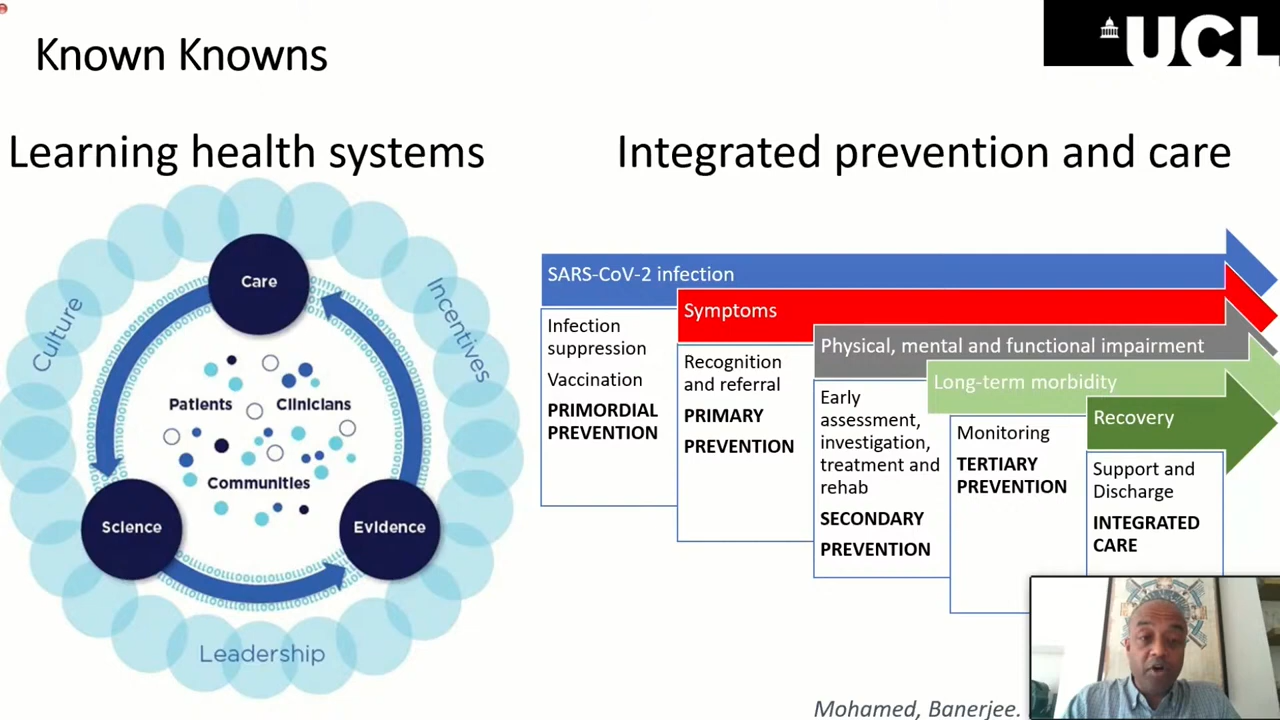 Known Knowns
UCL
Learning health systems
Integrated prevention and care
Care
Culture
Incentives
Patients
Clinicians
Communities
Science
Evidence
Leadership
SARS-CoV-2 infection
Infection
suppression
Vaccination
PRIMORDIAL
PREVENTION
Symptoms
Recognition
and referral
PRIMARY
PREVENTION
Physical, mental and functional impairment
Early
assessment,
investigation,
treatment and
rehab
SECONDARY
PREVENTION
Long-term morbidity
Monitoring
TERTIARY
PREVENTION
Recovery
Support and
Discharge
INTEGRATED
CARE
Mohamed, Banerjee.